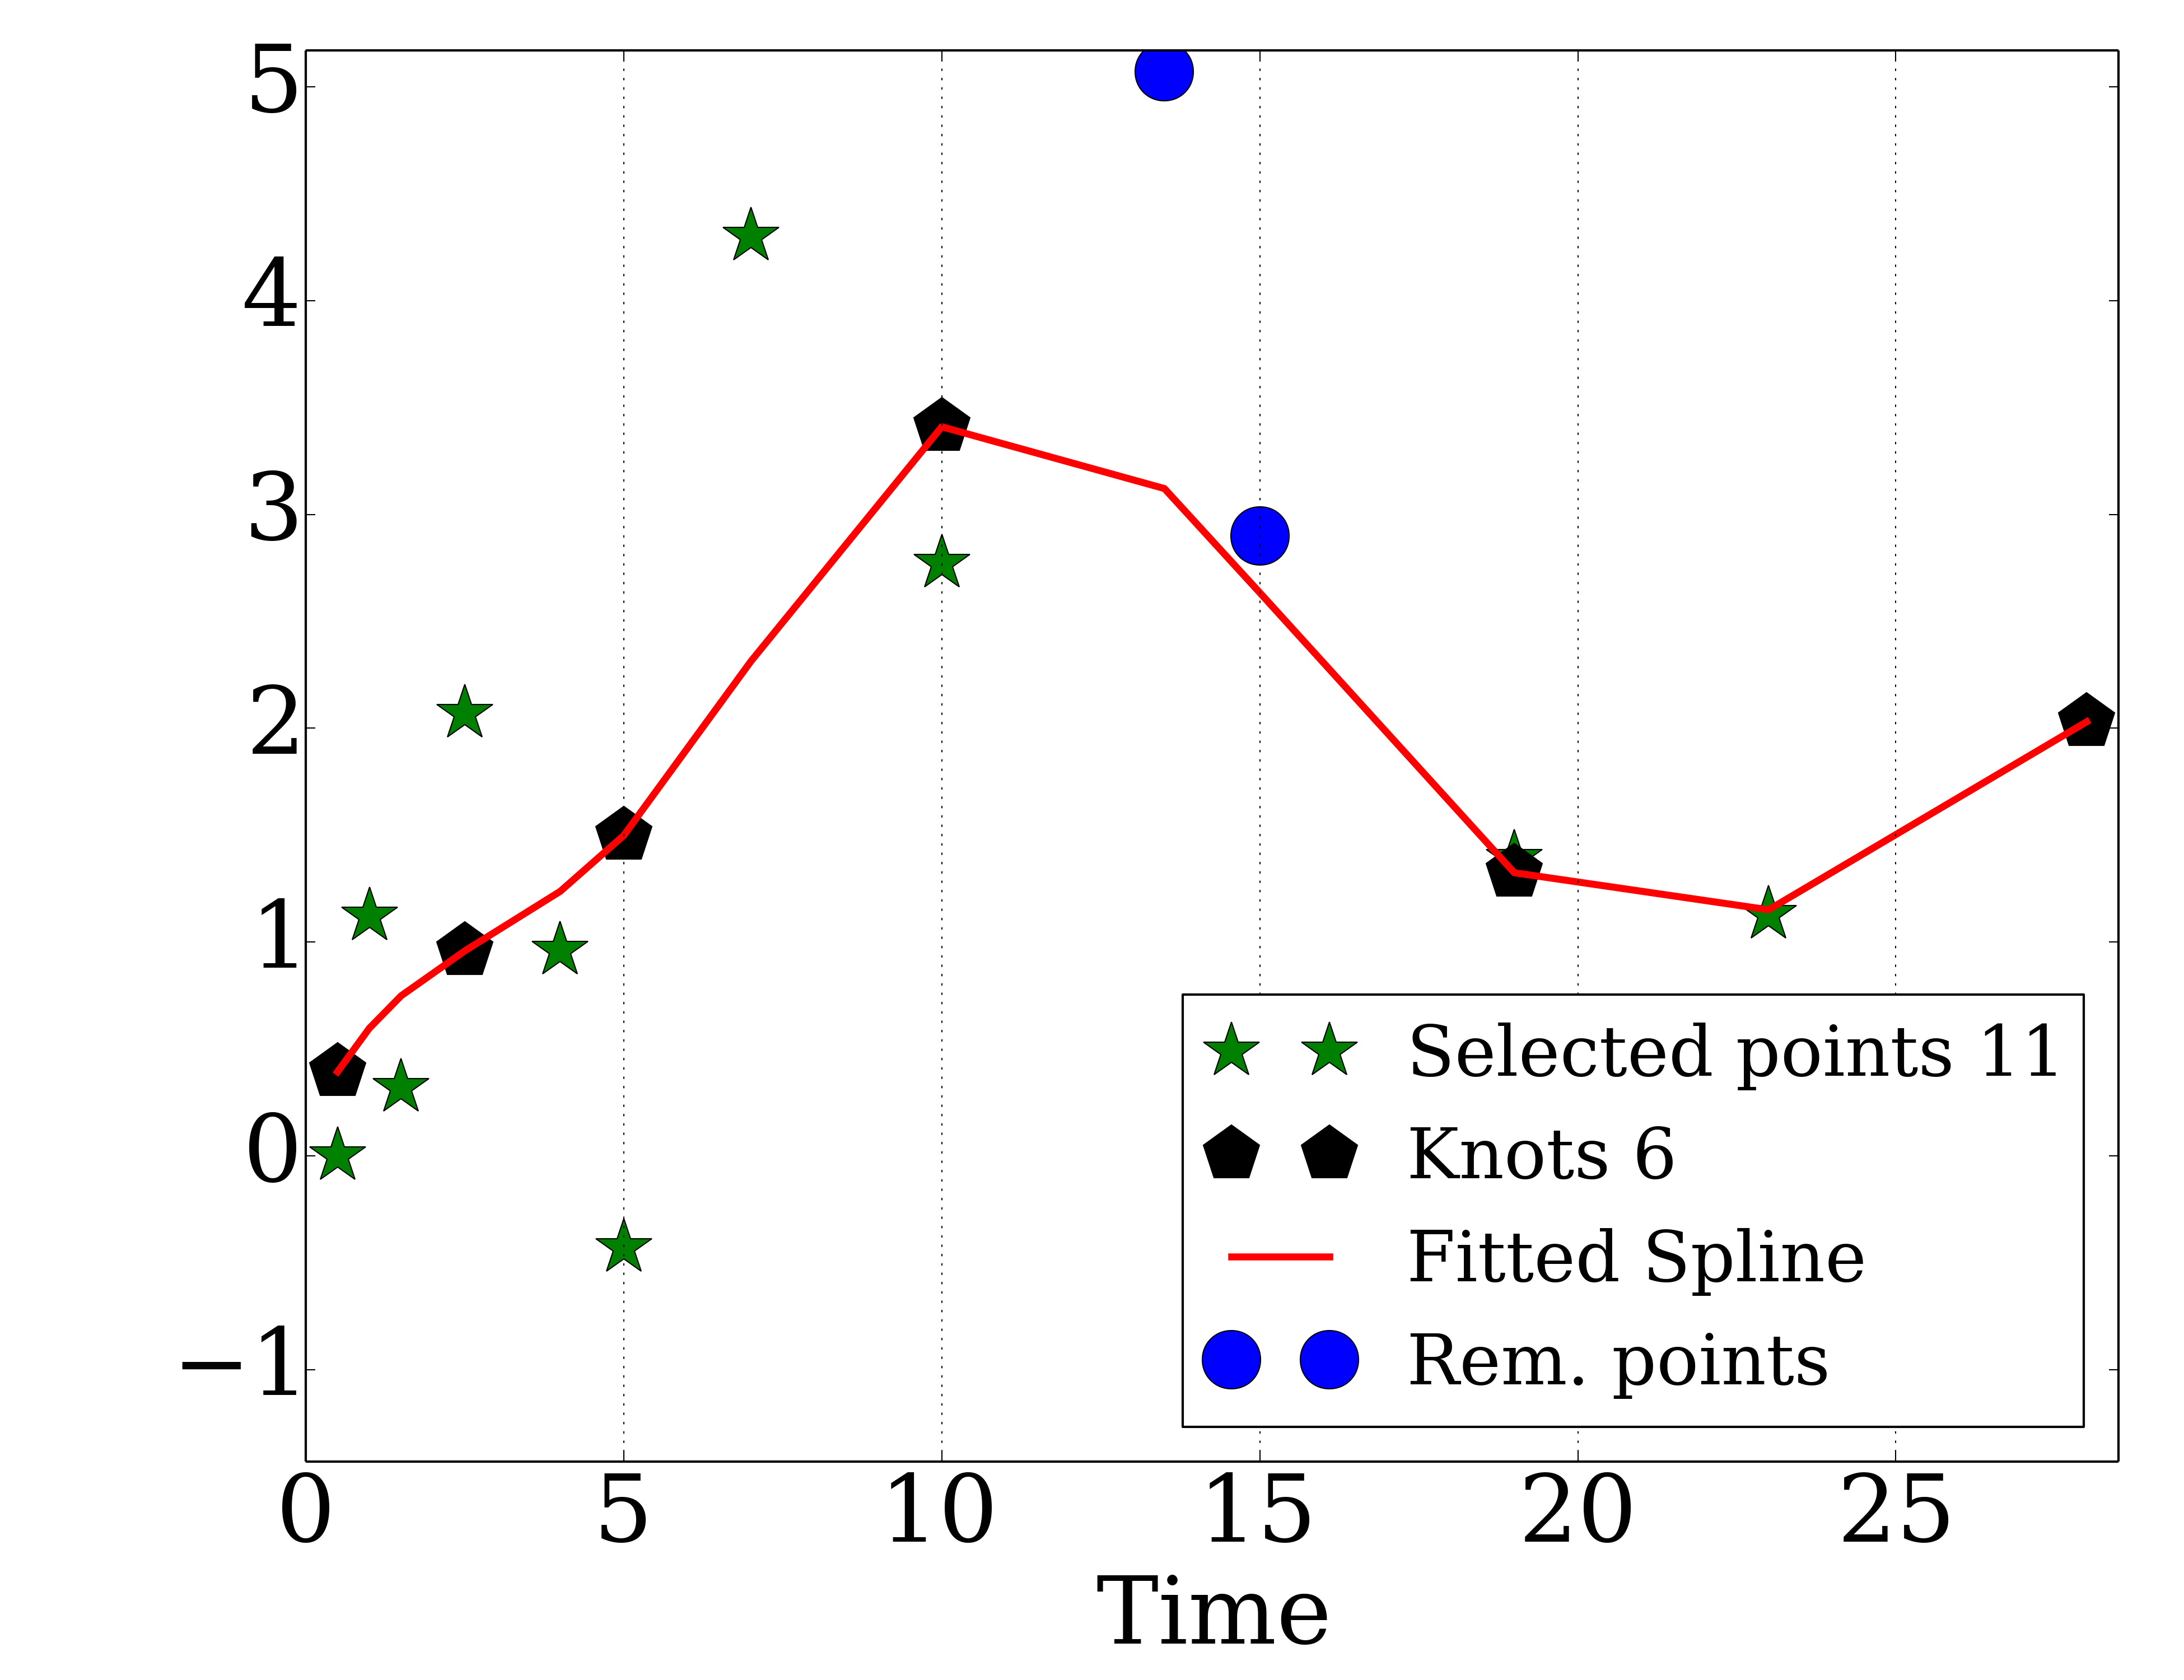 5
4
3
2
1
0
−1
Selected points 11
Knots 6
Fitted Spline
Rem. points
0 5 10 15 20 25
Time